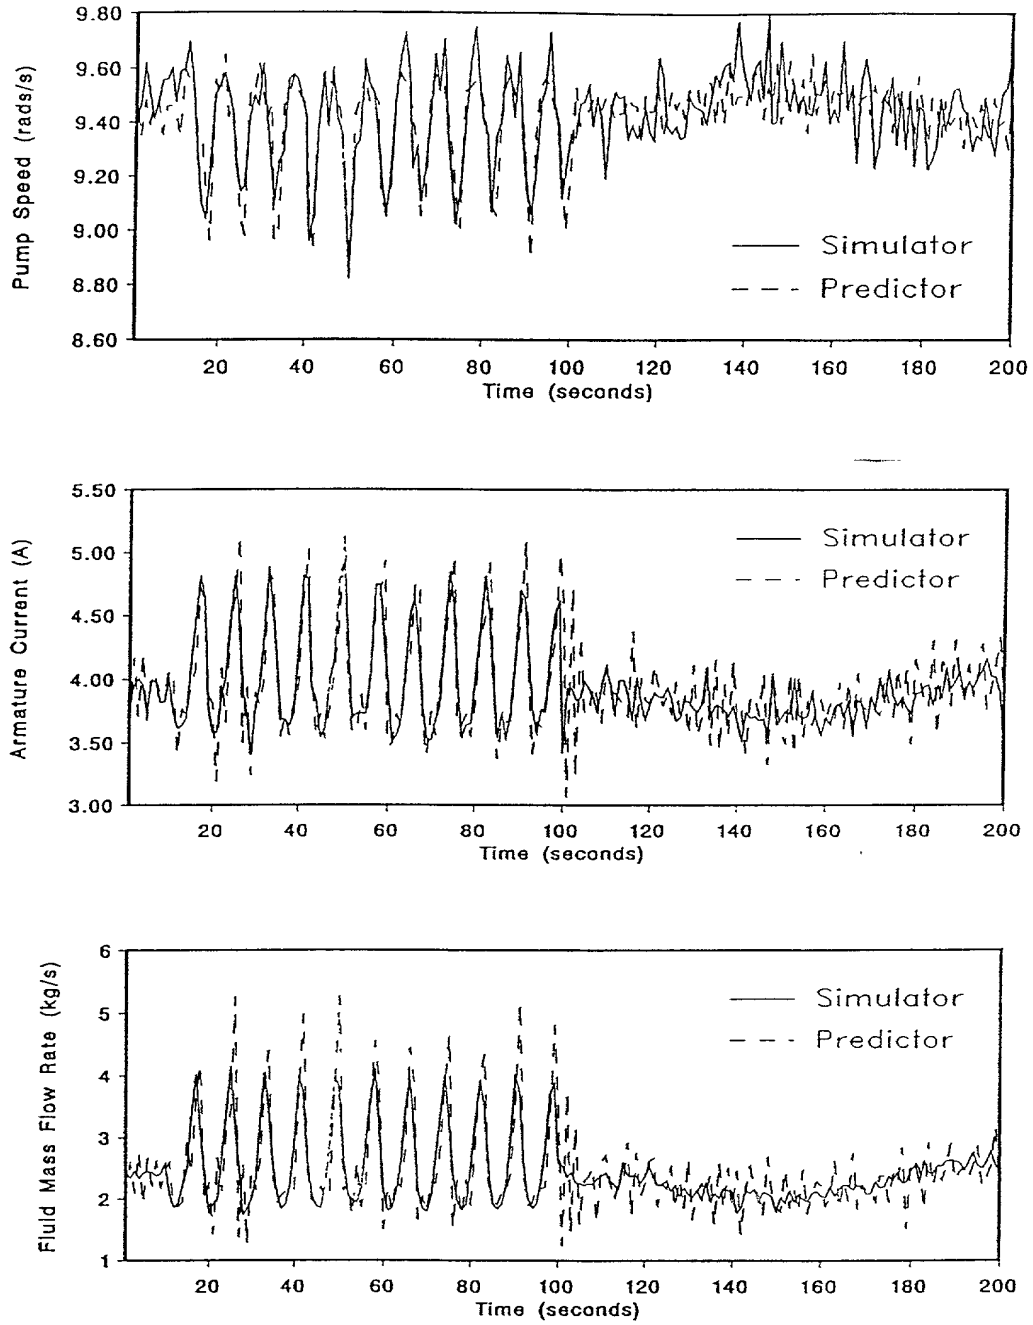 9.80
9.60
9.40
9.20
9.00
8.80
8.60
Pump Speed (rads/s)
Simulator
Predictor
20 40 60 80 100 120 140 160 180 200
Time (seconds)
5.50
5.00
4.50
4.00
3.50
3.00
Armature Current (A)
Simulator
Predictor
20 40 60 80 100 120 140 160 180 200
Time (seconds)
6
5
4
3
2
1
Fluid Mass Flow Rate (kg/s)
Simulator
Predictor
20 40 60 80 100 120 140 160 180 200
Time (seconds)